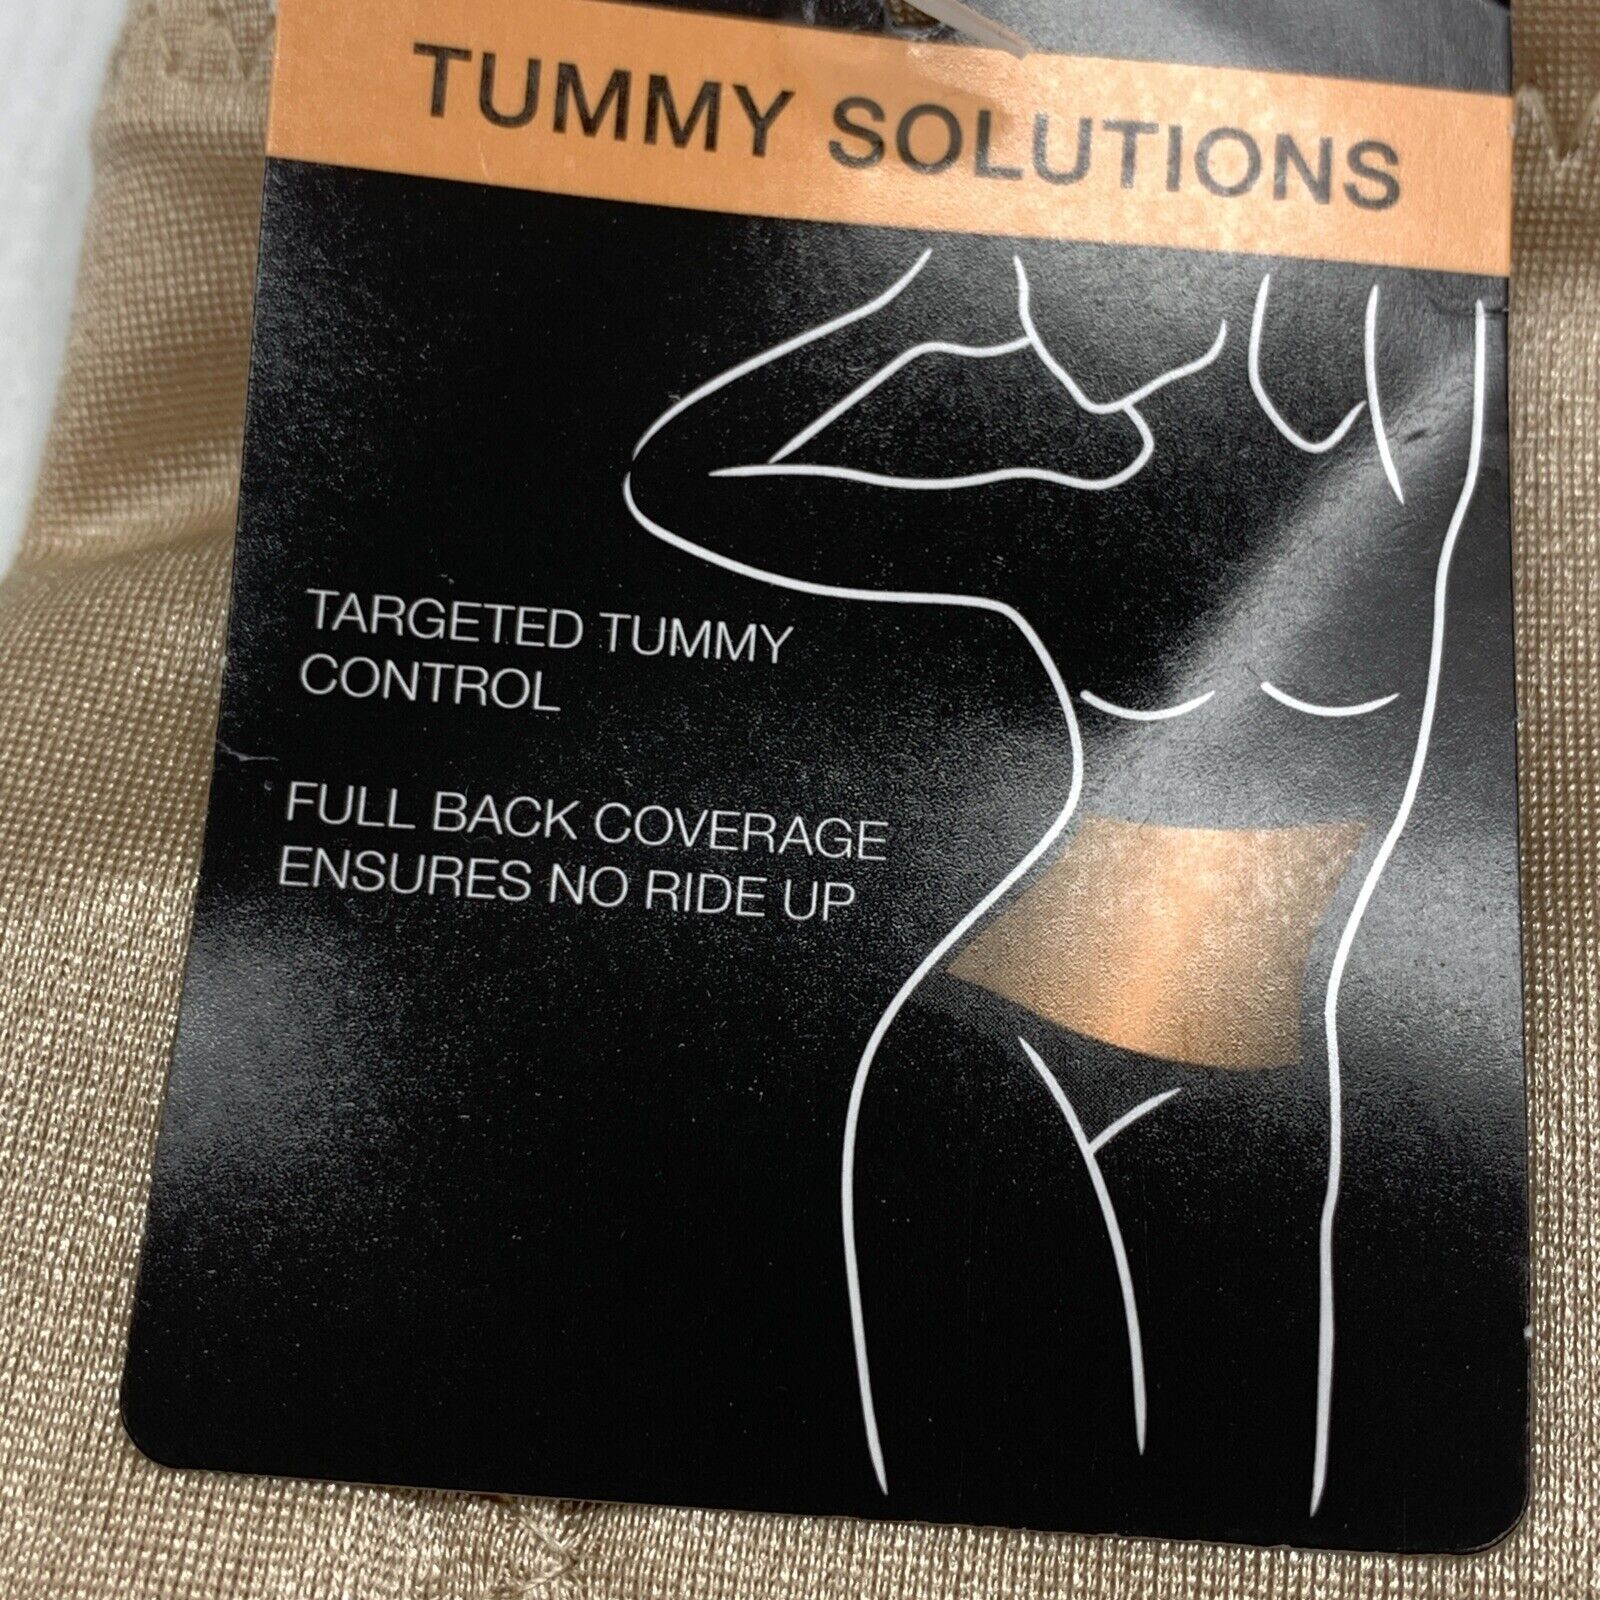 TUMMY SOLUTIONS
TARGETED TUMMY
CONTROL
FULL BACK COVERAGE
ENSURES NO RIDE UP